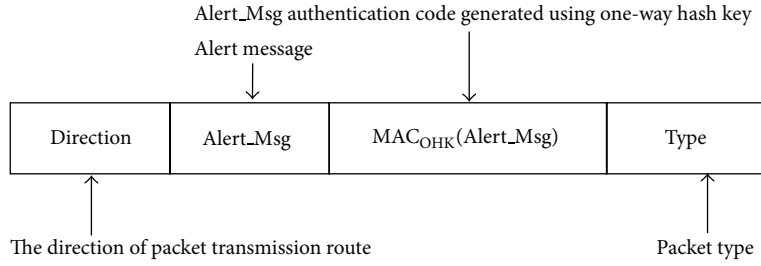 Alert_Msg authentication code generated using one-way hash key
Alert message
Direction
Alert_Msg
MAC_OHK(Alert_Msg)
Type
The direction of packet transmission route
Packet type